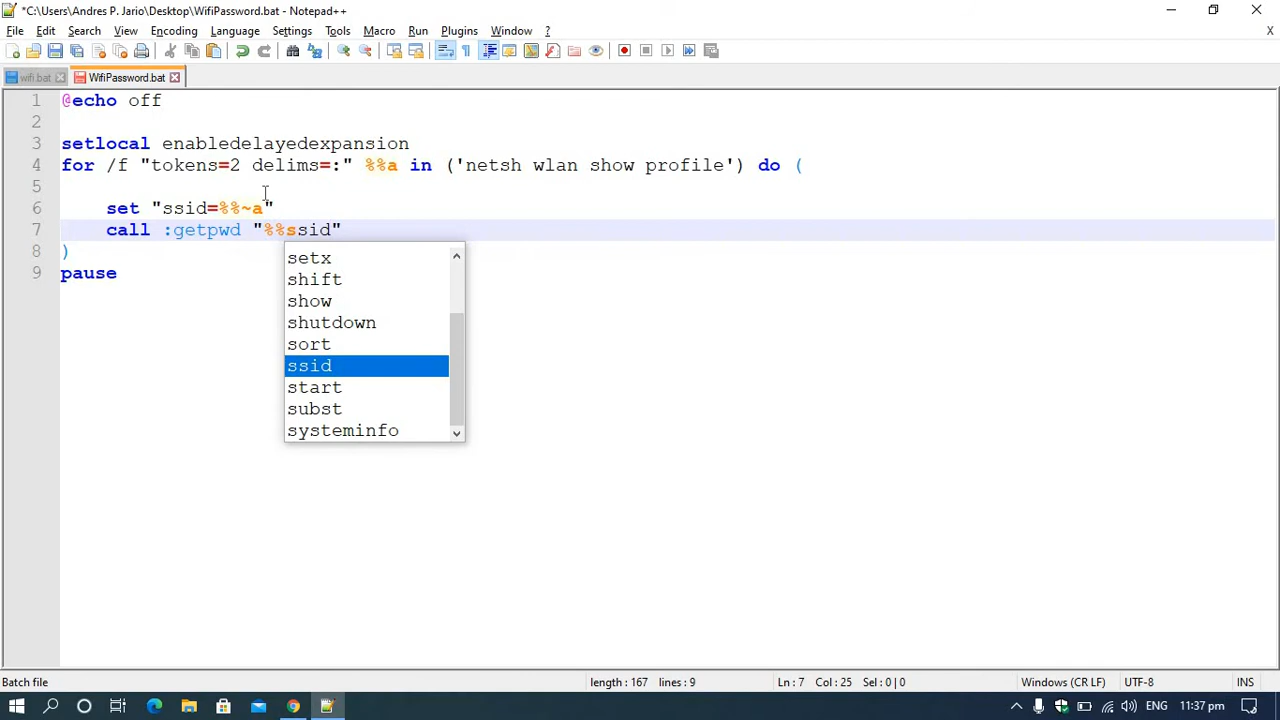 *C:\Users\Andres P. Jario\Desktop\WifiPassword.bat - Notepad++
File Edit Search View Encoding Language Settings Tools Macro Run Plugins Window ? X
wifi.bat WifiPassword.bat
1 @echo off
2
3 setlocal enabledelayedexpansion
4 for /f "tokens=2 delims=:" %%a in ('netsh wlan show profile') do (
5
6 set "ssid=%%~a"
7 call :getpwd "%%ssid"
8 )
9 pause
setx
shift
show
shutdown
sort
ssid
start
subst
systeminfo
Batch file length : 167 lines : 9 Ln : 7 Col : 25 Sel : 0 | 0 Windows (CR LF) UTF-8 INS
ENG 11:37 pm